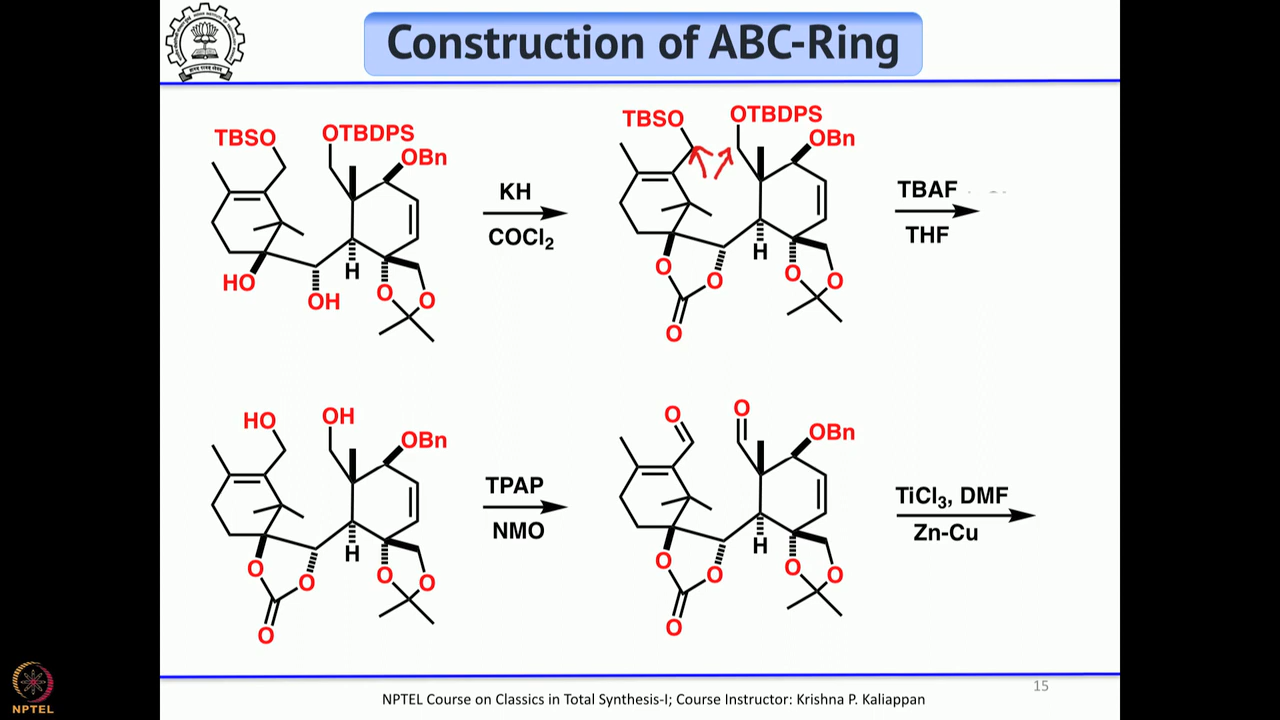 Construction of ABC-Ring
TBSO
OTBDPS
OBn
HO
OH
H
O
O
KH
COCl2
TBSO
OTBDPS
OBn
O
O
O
H
O
O
TBAF
THF
HO
OH
OBn
O
O
O
H
O
O
TPAP
NMO
O
O
OBn
O
O
O
H
O
O
TiCl3, DMF
Zn-Cu
15
NPTEL Course on Classics in Total Synthesis-I; Course Instructor: Krishna P. Kaliappan
NPTEL